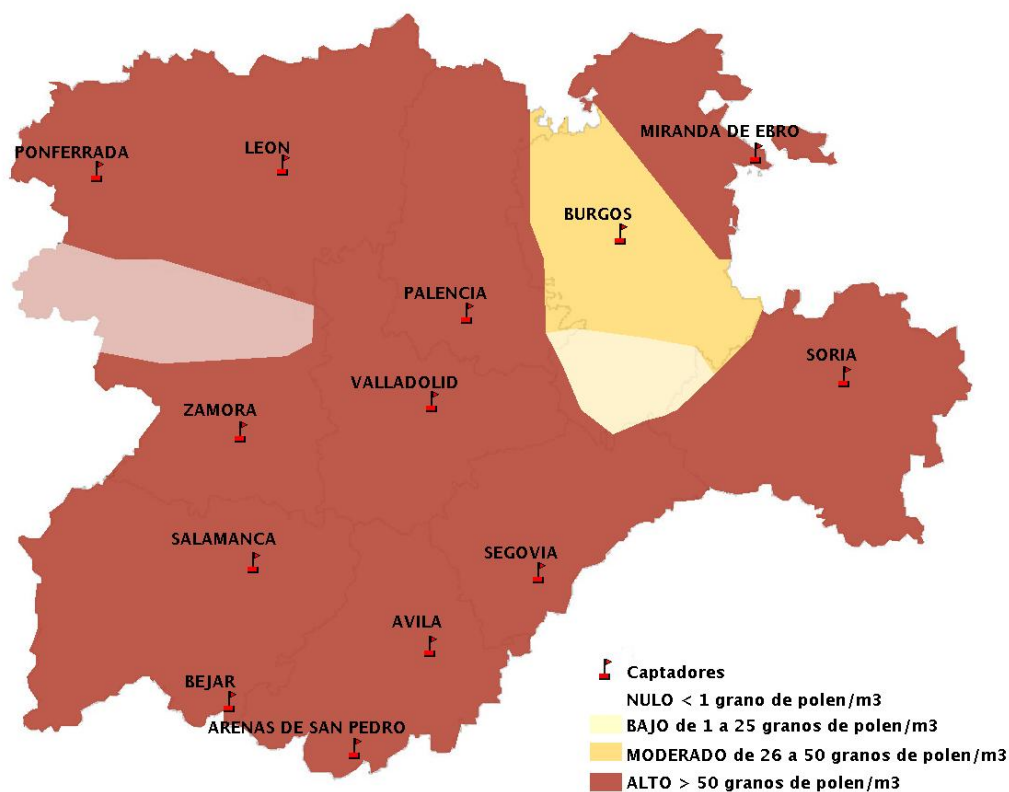 MIRANDA DE EBRO
LEON
PONFERRADA
BURGOS
PALENCIA
SORIA
VALLADOLID
ZAMORA
SALAMANCA
SEGOVIA
AVILA
BEJAR
ARENAS DE SAN PEDRO
Captadores
NULO < 1 grano de polen/m3
BAJO de 1 a 25 granos de polen/m3
MODERADO de 26 a 50 granos de polen/m3
ALTO > 50 granos de polen/m3